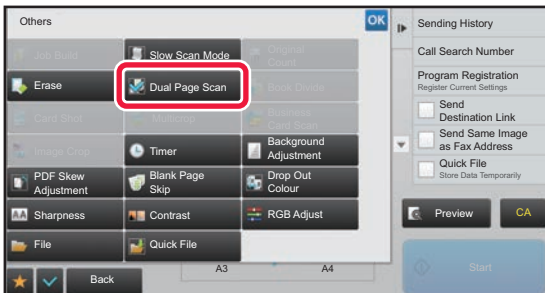 Others
OK
Job Build
Slow Scan Mode
Original
Count
Erase
Dual Page Scan
Book Divide
Card Shot
Multicrop
Business
Card Scan
Image Crop
Timer
Background
Adjustment
PDF Skew
Adjustment
Blank Page
Skip
Drop Out
Colour
Sharpness
Contrast
RGB Adjust
File
Quick File
Back
A3
A4
Sending History
Call Search Number
Program Registration
Register Current Settings
Send
Destination Link
Send Same Image
as Fax Address
Quick File
Store Data Temporarily
Preview
CA
Start